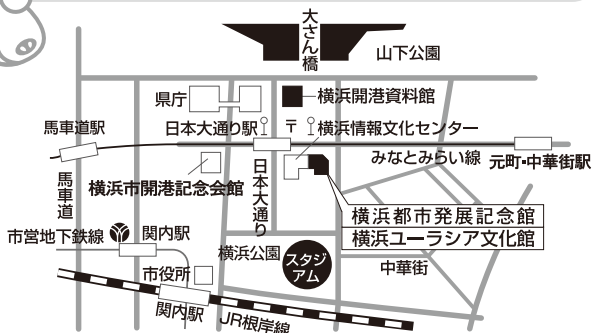 大さん橋
山下公園
県庁
横浜開港資料館
日本大通り駅
〒
横浜情報文化センター
馬車道駅
みなとみらい線
元町・中華街駅
横浜市開港記念会館
日本大通り
馬車道
横浜都市発展記念館
横浜ユーラシア文化館
市営地下鉄線
関内駅
横浜公園
スタジ
アム
中華街
市役所
関内駅
JR根岸線